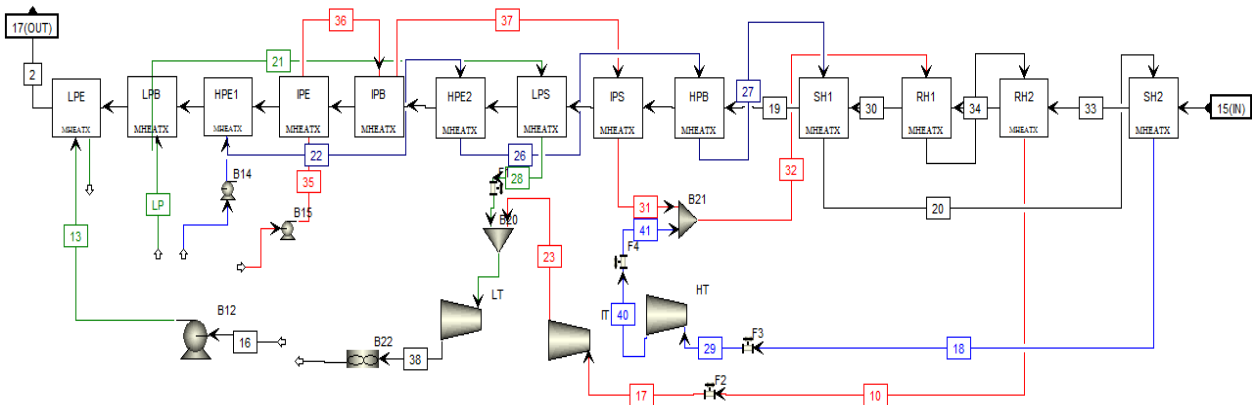 17(OUT)
36
37
21
2
LPE
MHEATX
LPB
MHEATX
HPE1
MHEATX
IPE
MHEATX
IPB
MHEATX
HPE2
MHEATX
LPS
MHEATX
IPS
MHEATX
HPB
MHEATX
27
19
SH1
MHEATX
30
RH1
MHEATX
34
RH2
MHEATX
33
SH2
MHEATX
15(IN)
22
26
28
32
35
B14
LP
B15
13
31
41
B21
20
B20
F4
23
HT
LT
IT
40
B12
16
B22
38
29
F3
18
17
F2
10